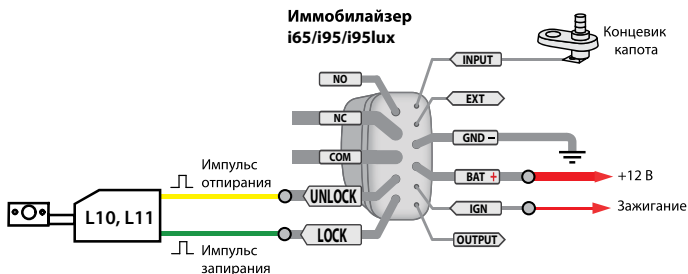 Иммобилайзер
i65/i95/i95lux
Концевик
капота
INPUT
NO
EXT
NC
GND –
COM
BAT +
+12 В
Импульс
отпирания
UNLOCK
IGN
Зажигание
L10, L11
LOCK
OUTPUT
Импульс
запирания